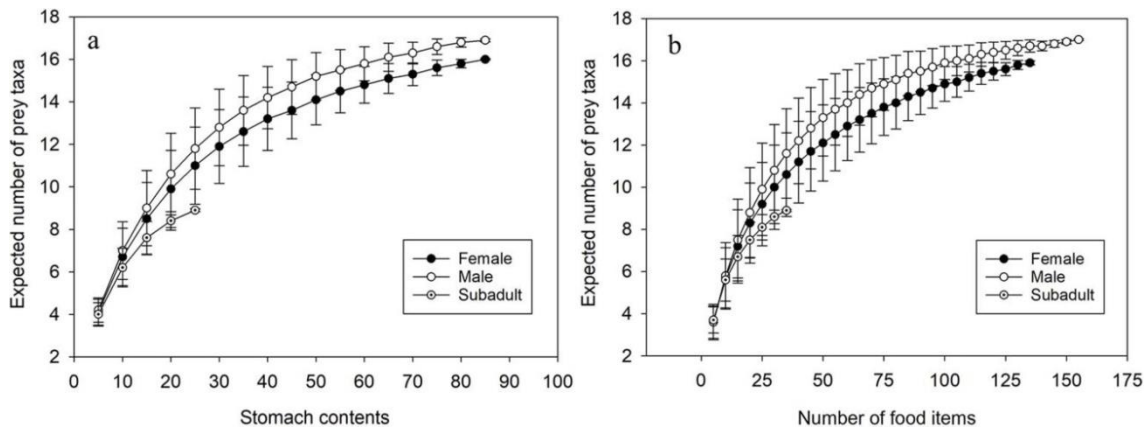 a
Expected number of prey taxa
18
16
14
12
10
8
6
4
2
0 10 20 30 40 50 60 70 80 90 100
Stomach contents
Female
Male
Subadult
b
Expected number of prey taxa
18
16
14
12
10
8
6
4
2
0 25 50 75 100 125 150 175
Number of food items
Female
Male
Subadult